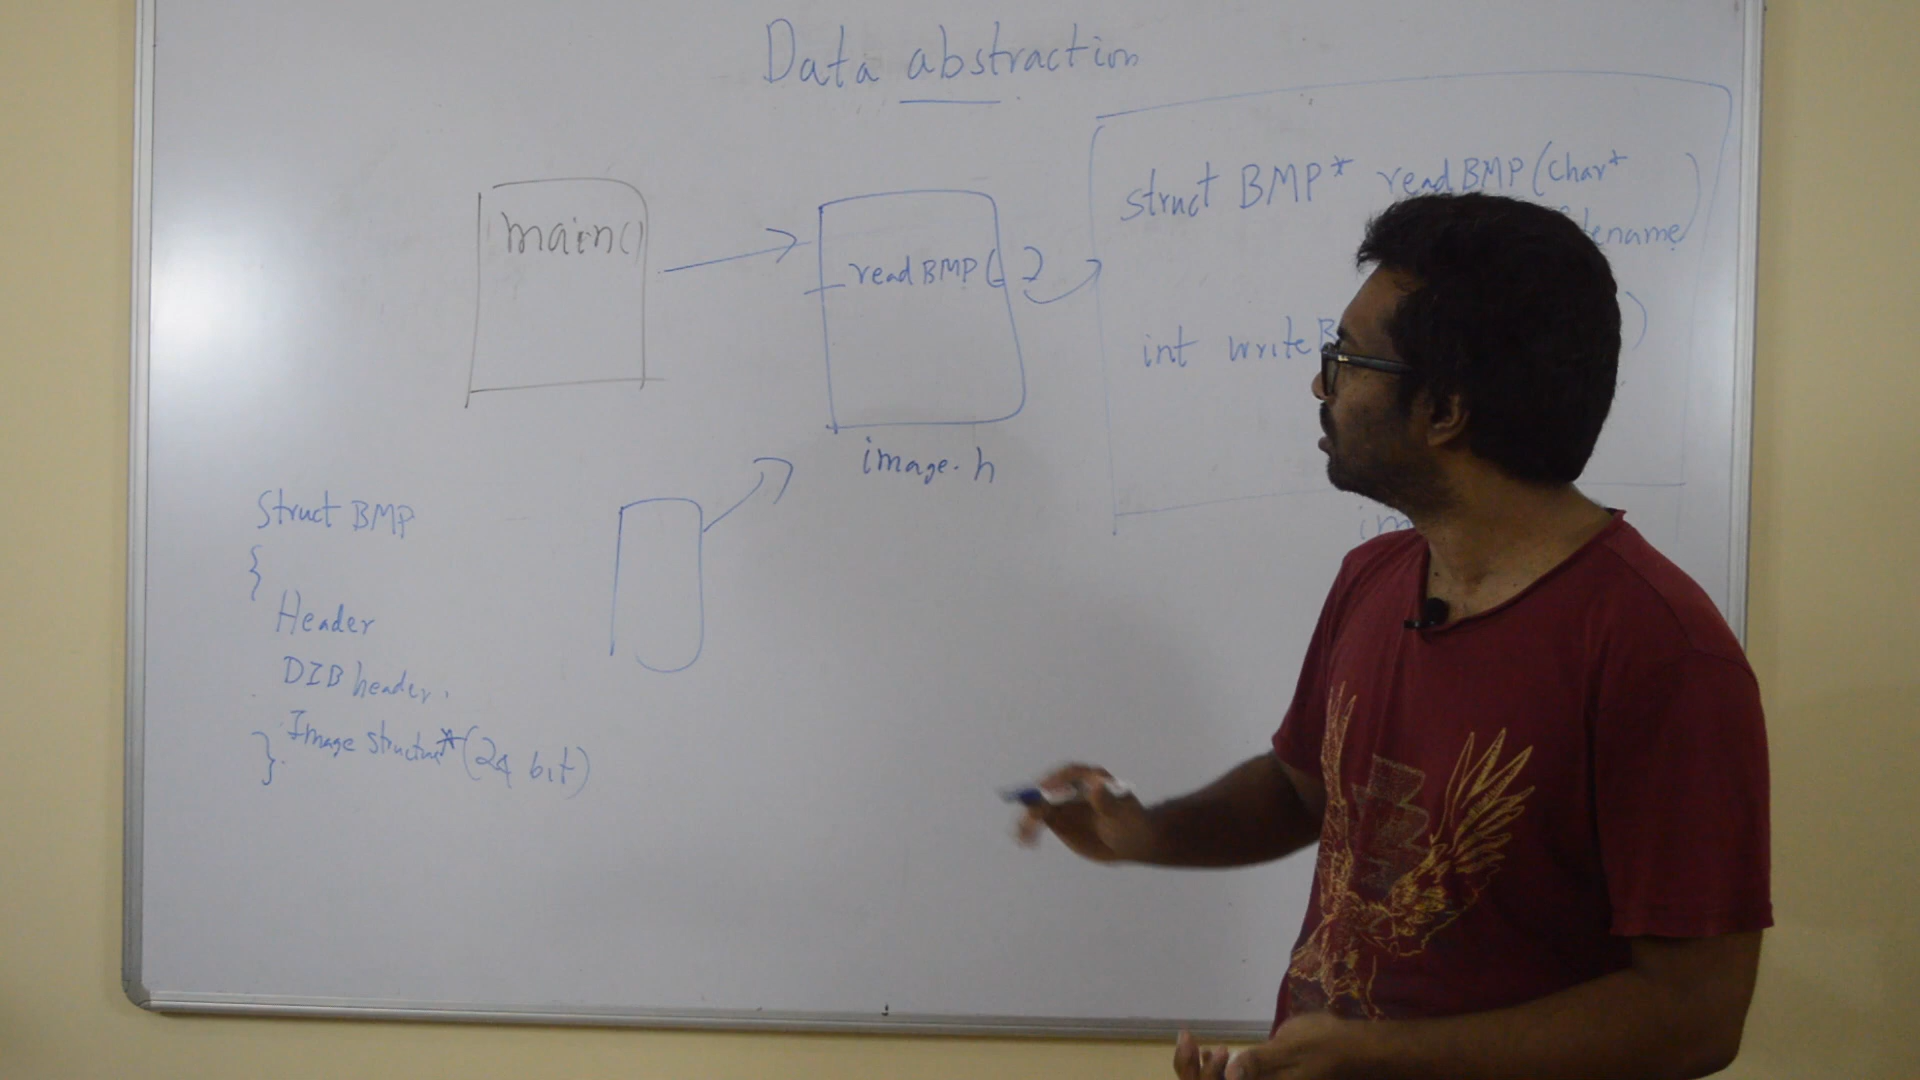 Data abstraction
main()
readBMP( )
image.h
struct BMP* readBMP(char*
)
int write
)
Struct BMP
{
Header
DIB header.
Image structure* (24 bit)
}.